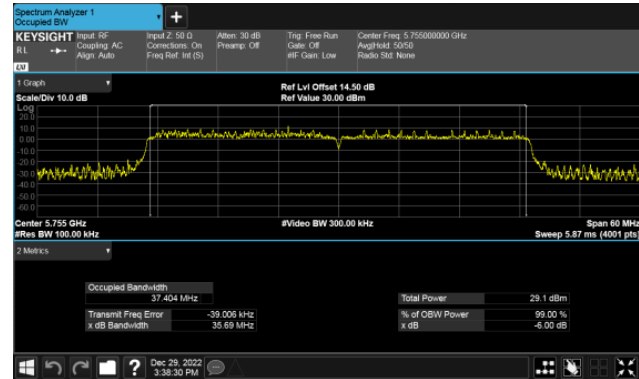 Spectrum Analyzer 1
Occupied BW
+
KEYSIGHT Input: RF Input Z: 50 Ω Atten: 30 dB Trig: Free Run Center Freq: 5.755000000 GHz
RL Coupling: AC Corrections: On Preamp: Off Gate: Off Avg|Hold: 50/50
Align: Auto Freq Ref: Int (S) #IF Gain: Low Radio Std: None
LXI
1 Graph
Ref Lvl Offset 14.50 dB
Scale/Div 10.0 dB Ref Value 30.00 dBm
Log
20.0
10.0
0.00
-10.0
-20.0
-30.0
-40.0
-50.0
-60.0
Center 5.755 GHz #Video BW 300.00 kHz Span 60 MHz
#Res BW 100.00 kHz Sweep 5.87 ms (4001 pts)
2 Metrics
Occupied Bandwidth
37.404 MHz Total Power 29.1 dBm
Transmit Freq Error -39.006 kHz % of OBW Power 99.00 %
x dB Bandwidth 35.69 MHz x dB -6.00 dB
? Dec 29, 2022
3:38:30 PM